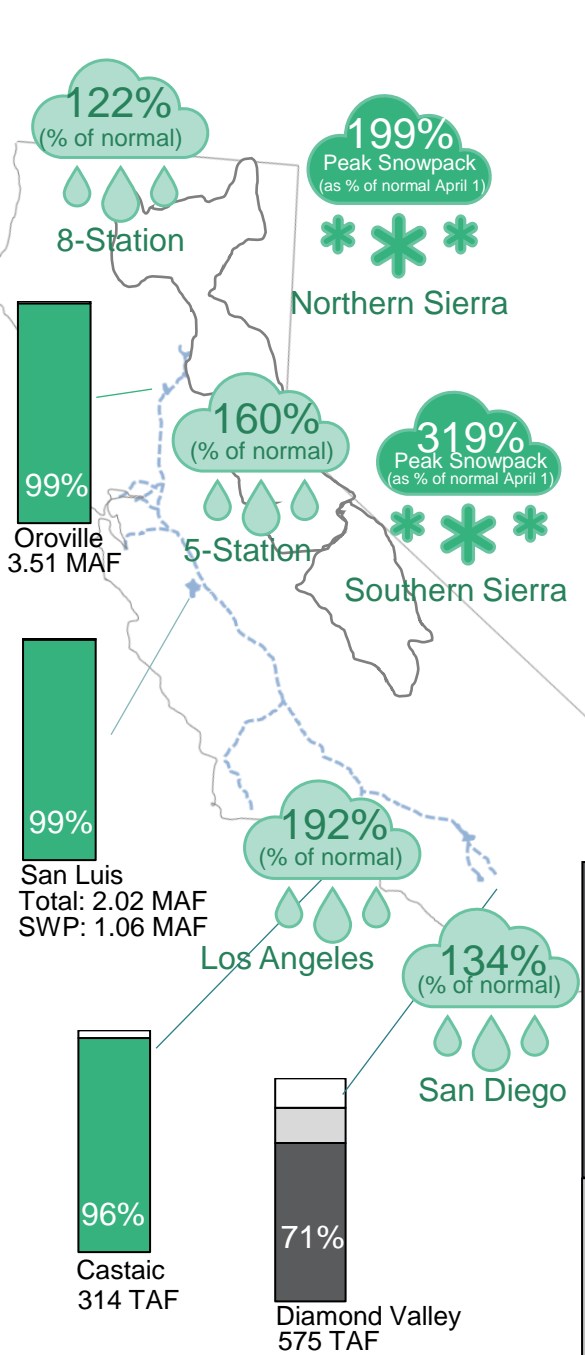 122%
(% of normal)
8-Station
199%
Peak Snowpack
(as % of normal April 1)
Northern Sierra
99%
Oroville
3.51 MAF
160%
(% of normal)
5-Station
319%
Peak Snowpack
(as % of normal April 1)
Southern Sierra
99%
San Luis
Total: 2.02 MAF
SWP: 1.06 MAF
192%
(% of normal)
Los Angeles
134%
(% of normal)
San Diego
96%
Castaic
314 TAF
71%
Diamond Valley
575 TAF